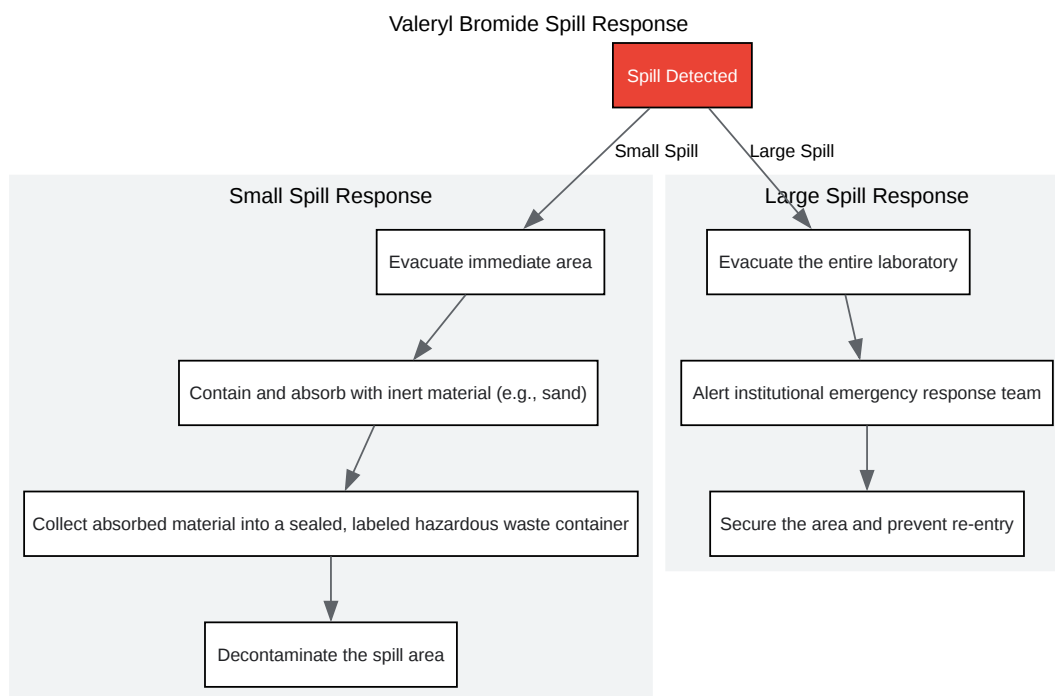 Valeryl Bromide Spill Response
Spill Detected
Small Spill
Large Spill
Small Spill Response
Evacuate immediate area
Contain and absorb with inert material (e.g., sand)
Collect absorbed material into a sealed, labeled hazardous waste container
Decontaminate the spill area
Large Spill Response
Evacuate the entire laboratory
Alert institutional emergency response team
Secure the area and prevent re-entry